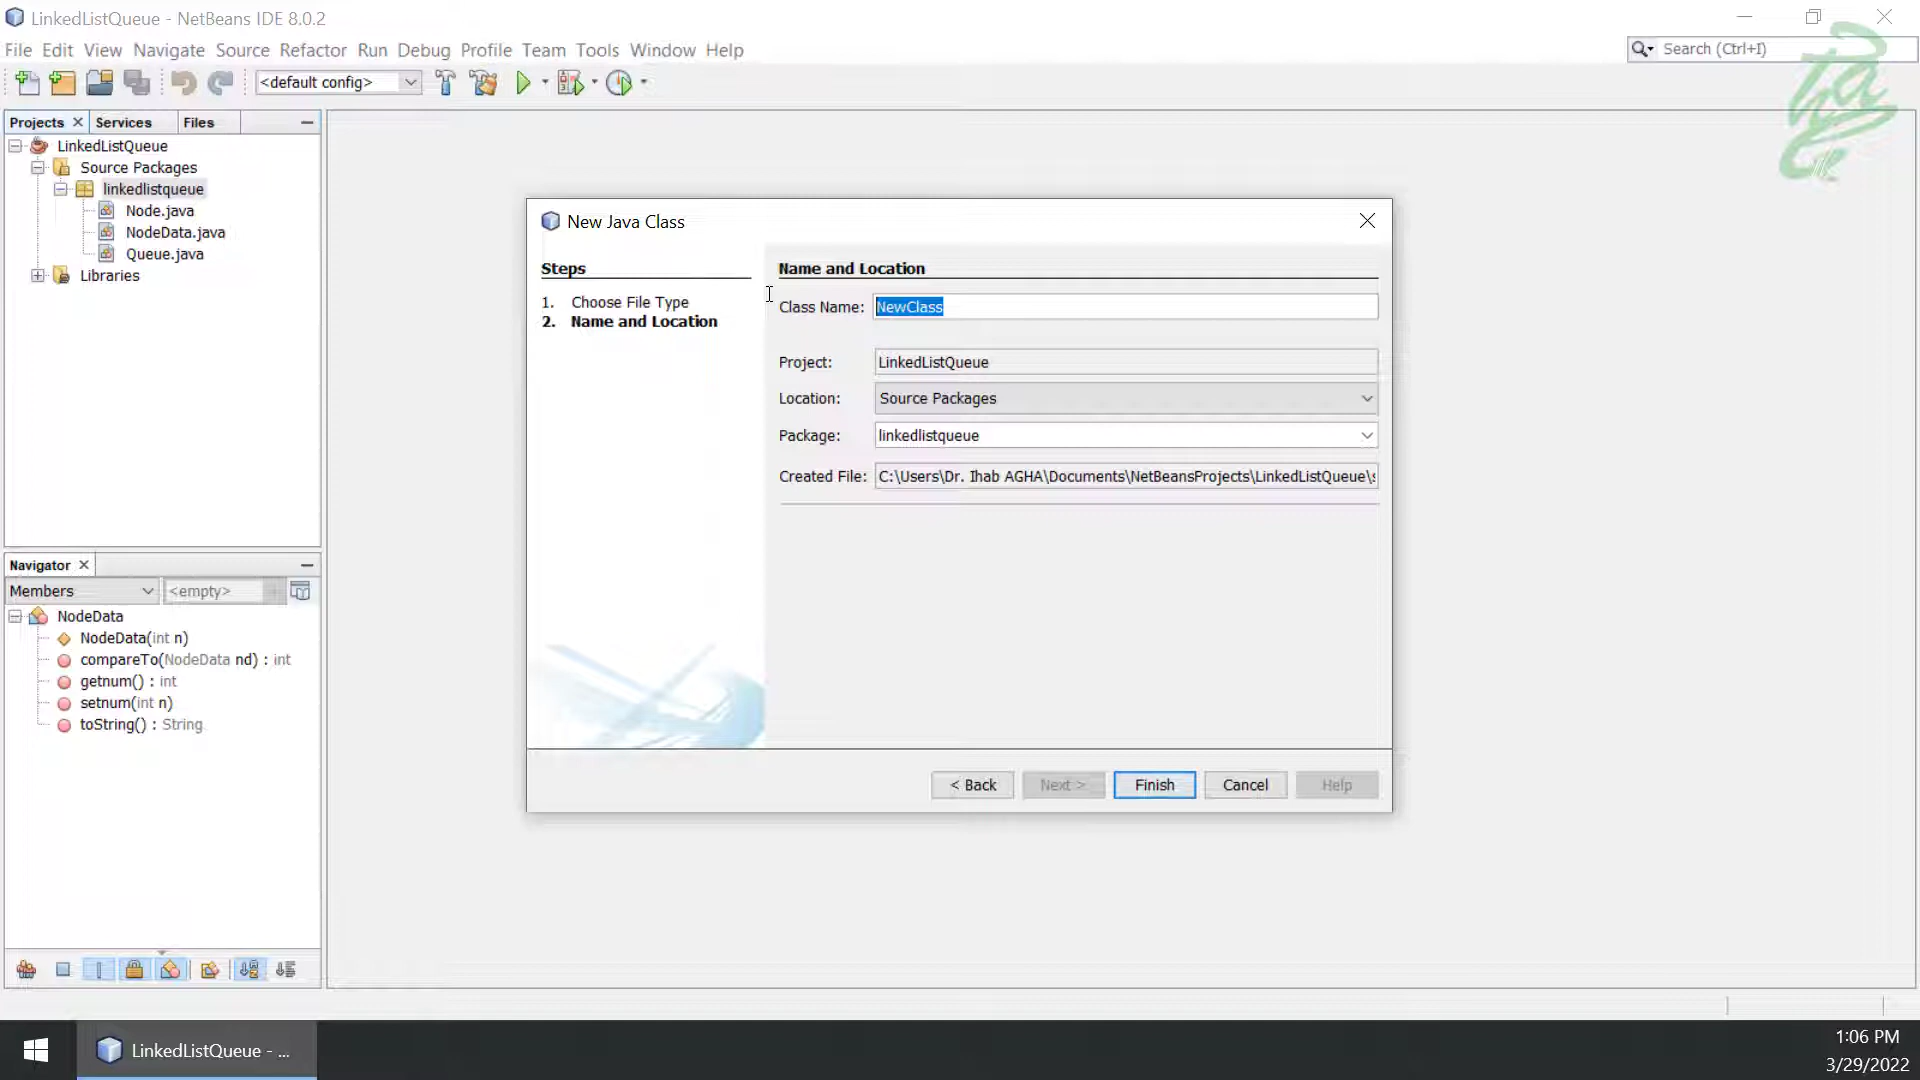 LinkedListQueue - NetBeans IDE 8.0.2
File Edit View Navigate Source Refactor Run Debug Profile Team Tools Window Help
Search (Ctrl+I)
<default config>
Projects Services Files
LinkedListQueue
Source Packages
linkedlistqueue
Node.java
NodeData.java
Queue.java
Libraries
New Java Class
Steps
1. Choose File Type
2. Name and Location
Name and Location
Class Name: NewClass
Project: LinkedListQueue
Location: Source Packages
Package: linkedlistqueue
Created File: C:\Users\Dr. Ihab AGHA\Documents\NetBeansProjects\LinkedListQueue\s
< Back Next > Finish Cancel Help
Navigator
Members <empty>
NodeData
NodeData(int n)
compareTo(NodeData nd) : int
getnum() : int
setnum(int n)
toString() : String
LinkedListQueue - ...
1:06 PM
3/29/2022